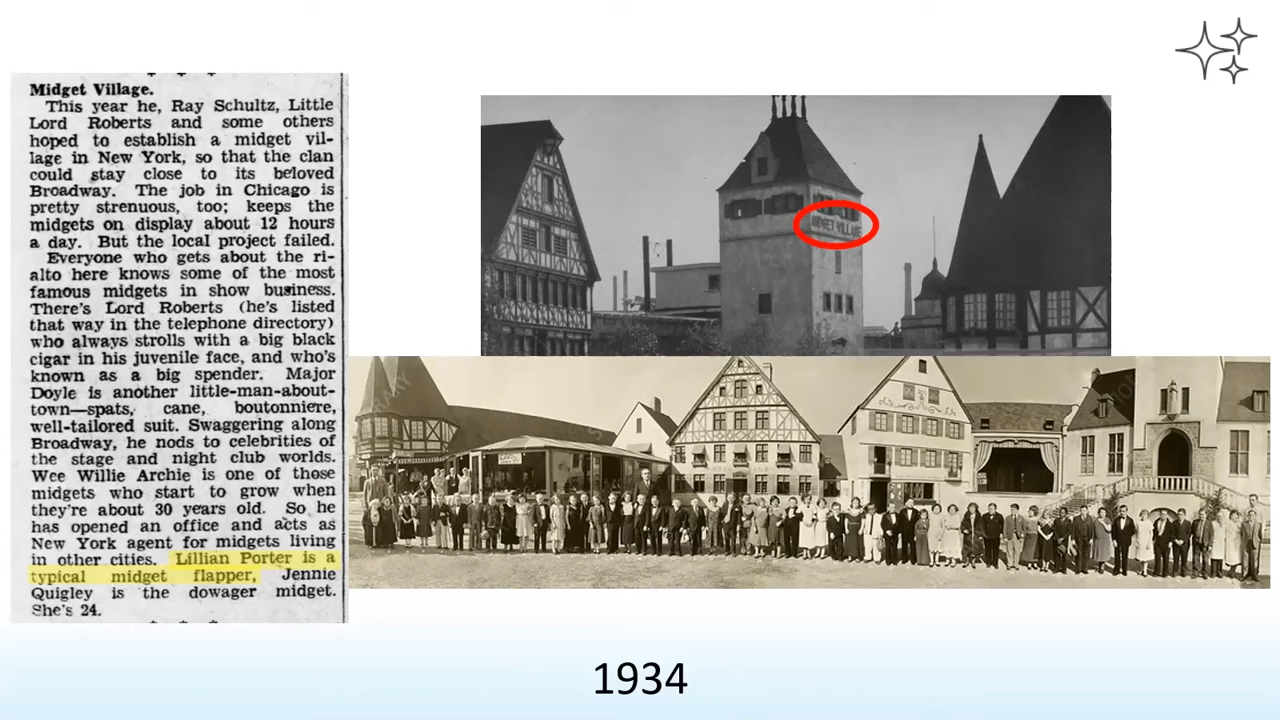 Midget Village.
This year he, Ray Schultz, Little
Lord Roberts and some others
hoped to establish a midget vil-
lage in New York, so that the clan
could stay close to its beloved
Broadway. The job in Chicago is
pretty strenuous, too; keeps the
midgets on display about 12 hours
a day. But the local project failed.
Everyone who gets about the ri-
alto here knows some of the most
famous midgets in show business.
There's Lord Roberts (he's listed
that way in the telephone directory)
who always strolls with a big black
cigar in his juvenile face, and who's
known as a big spender. Major
Doyle is another little-man-about-
town—spats, cane, boutonniere,
well-tailored suit. Swaggering along
Broadway, he nods to celebrities of
the stage and night club worlds.
Wee Willie Archie is one of those
midgets who start to grow when
they're about 30 years old. So he
has opened an office and acts as
New York agent for midgets living
in other cities. Lillian Porter is a
typical midget flapper, Jennie
Quigley is the dowager midget.
She's 24.
MIDGET VILLAGE
1934